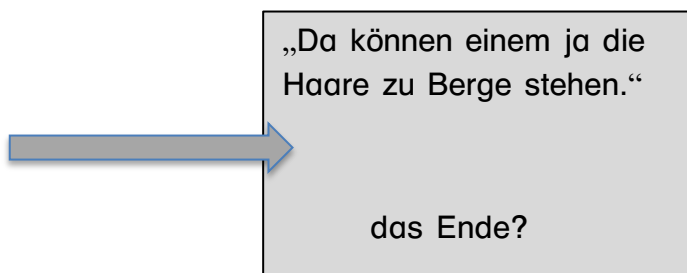 „Da können einem ja die
Haare zu Berge stehen.“
das Ende?